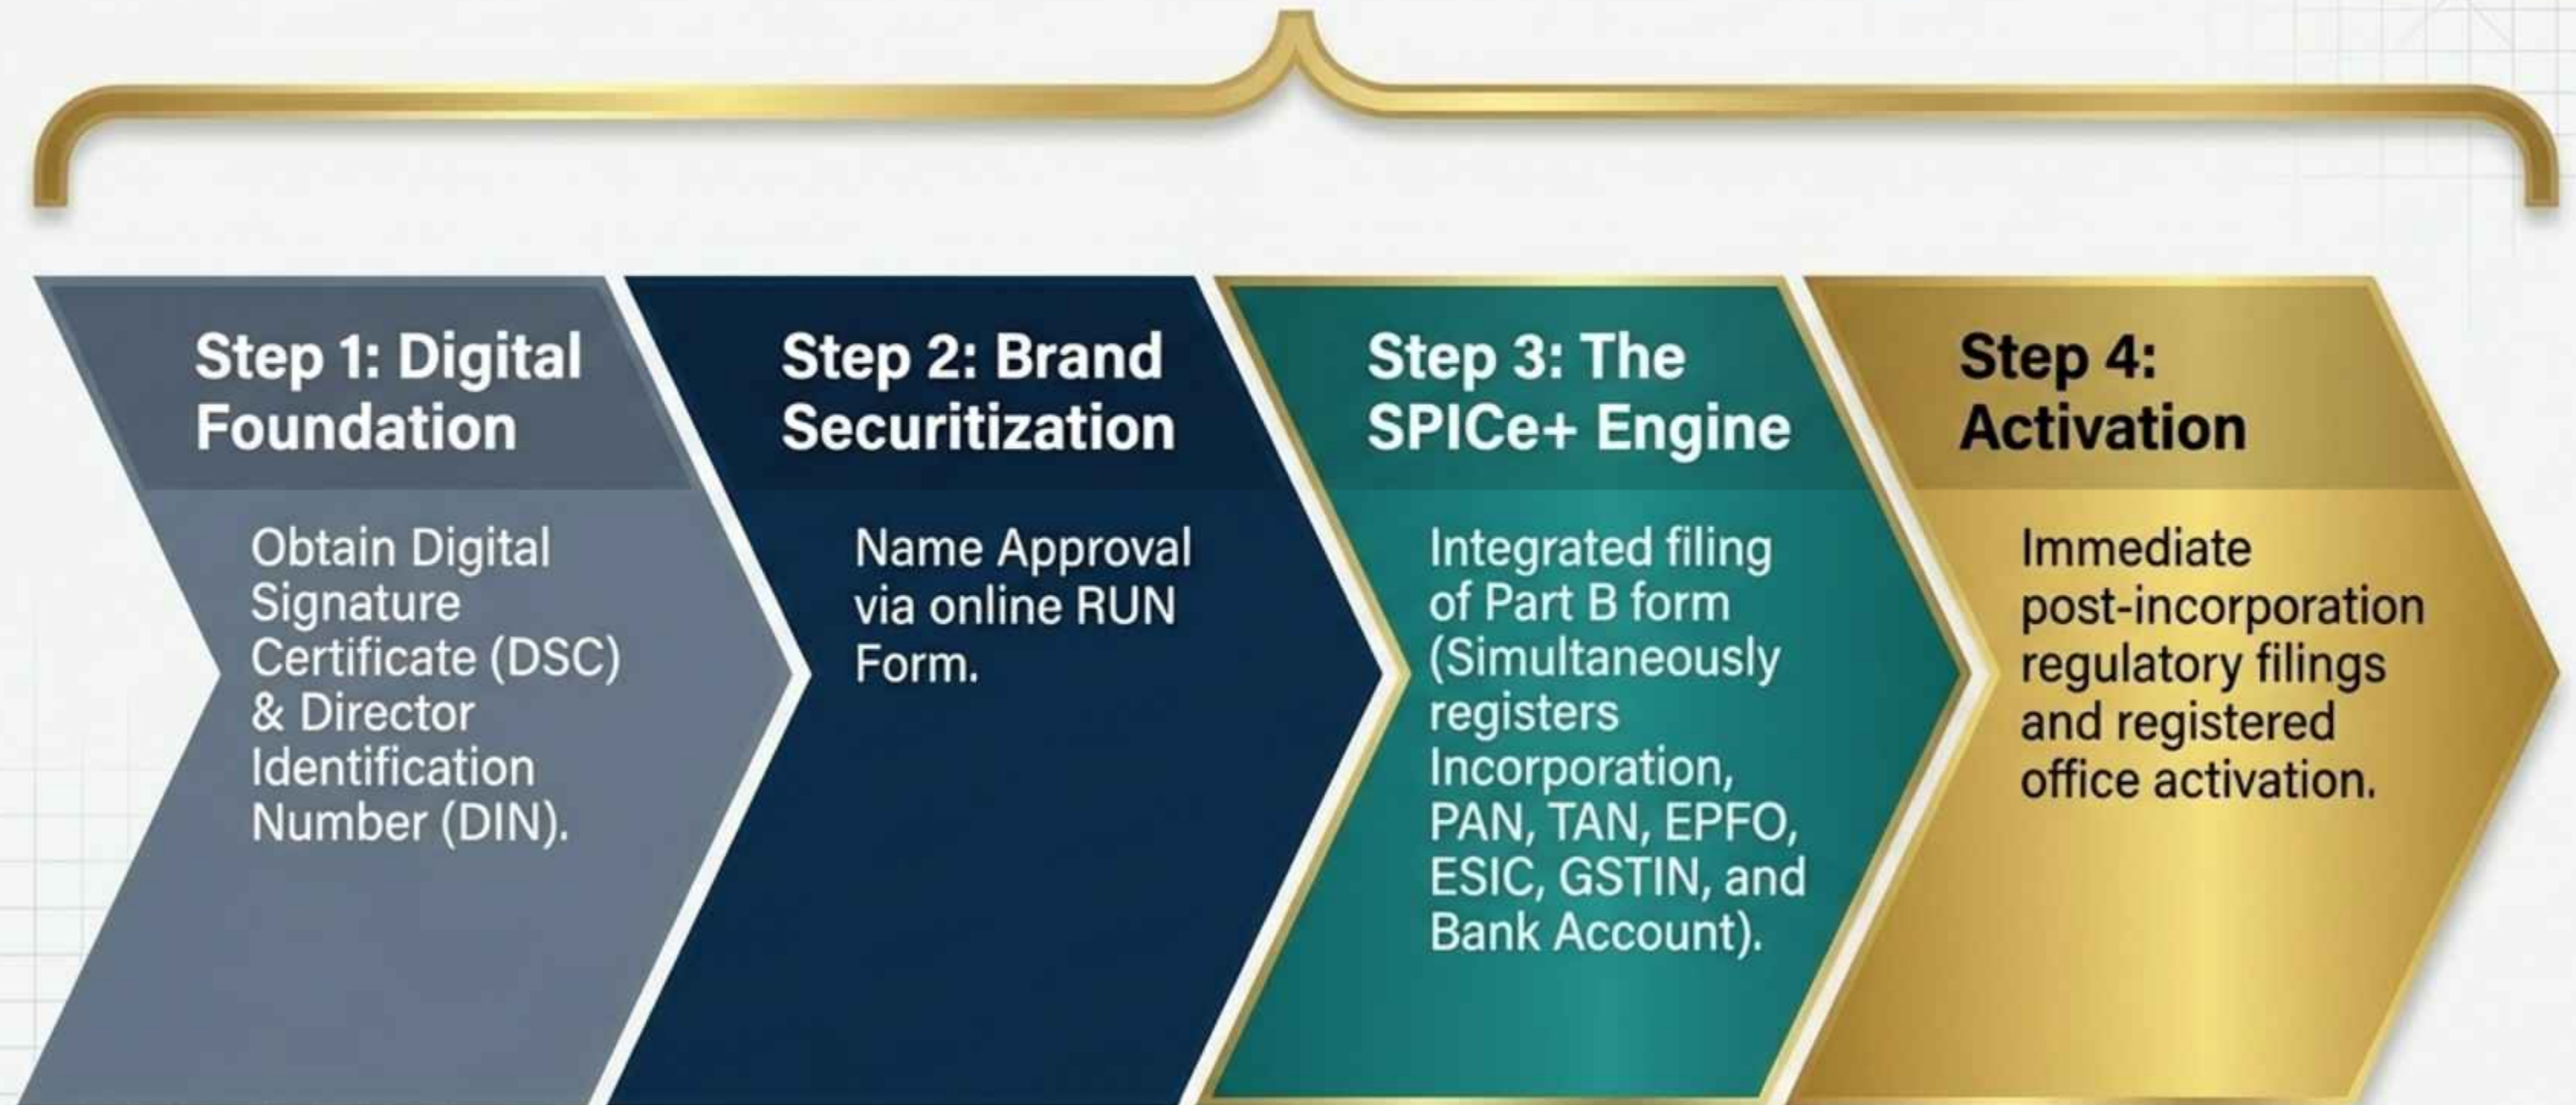 Step 1: Digital
Foundation
Obtain Digital
Signature
Certificate (DSC)
& Director
Identification
Number (DIN).
Step 2: Brand
Securitization
Name Approval
via online RUN
Form.
Step 3: The
SPICe+ Engine
Integrated filing
of Part B form
(Simultaneously
registers
Incorporation,
PAN, TAN, EPFO,
ESIC, GSTIN, and
Bank Account).
Step 4:
Activation
Immediate
post-incorporation
regulatory filings
and registered
office activation.